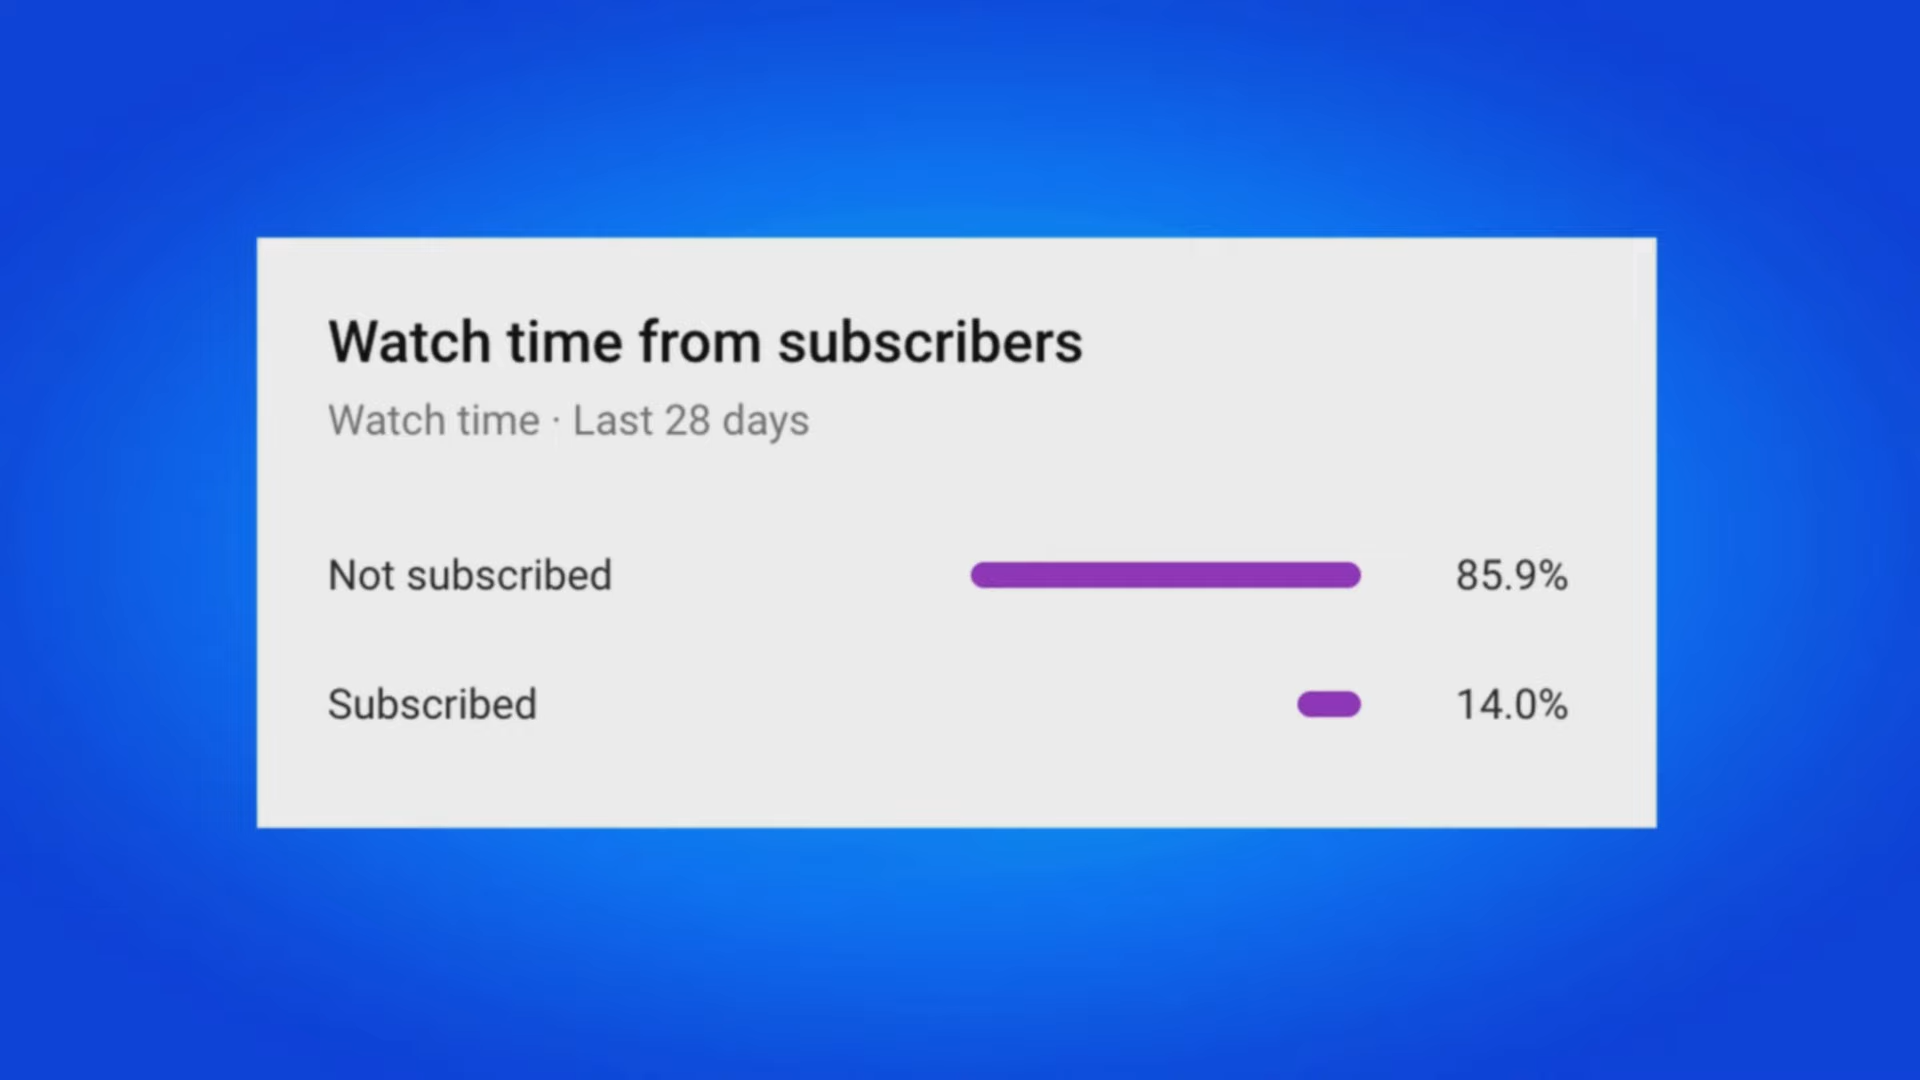 Watch time from subscribers
Watch time · Last 28 days
Not subscribed 85.9%
Subscribed 14.0%